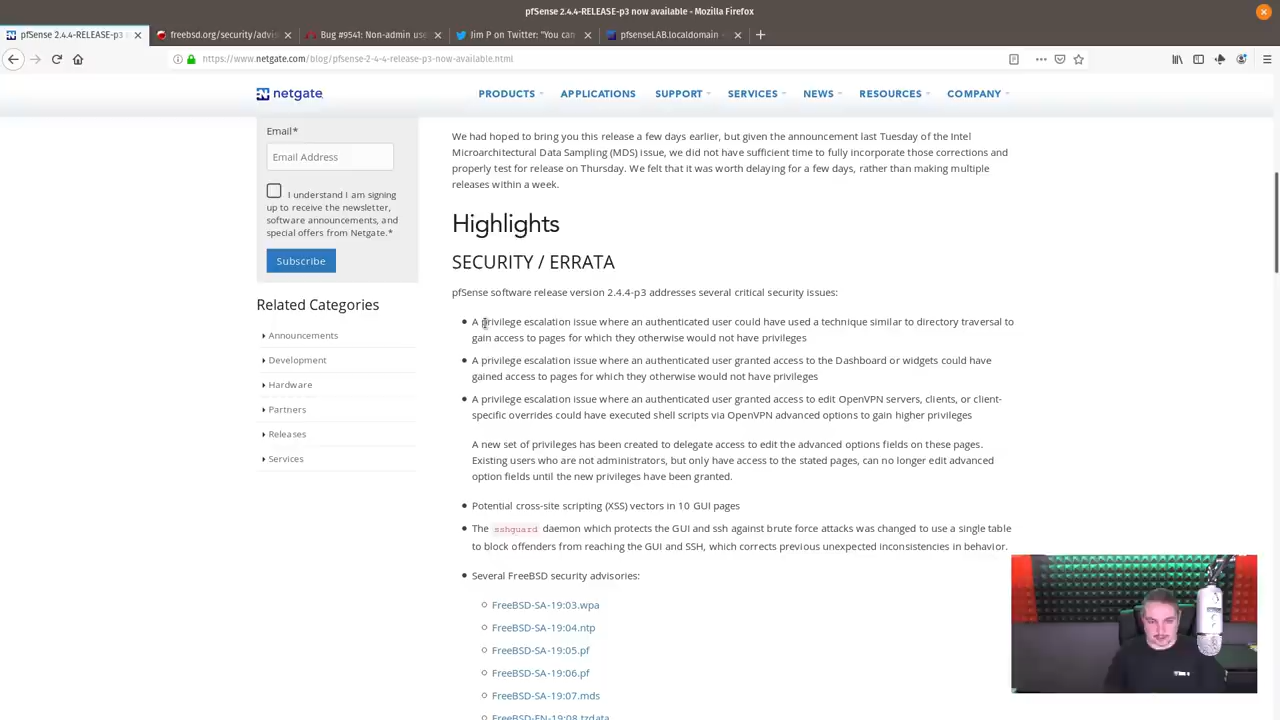 pfSense 2.4.4-RELEASE-p3 now available - Mozilla Firefox
pfSense 2.4.4-RELEASE-p3
freebsd.org/security/advis
Bug #9541: Non-admin use
Jim P on Twitter: "You can
pfsenseLAB.localdomain
https://www.netgate.com/blog/pfsense-2-4-4-release-p3-now-available.html
netgate
PRODUCTS APPLICATIONS SUPPORT SERVICES NEWS RESOURCES COMPANY
Email*
Email Address
I understand I am signing
up to receive the newsletter,
software announcements, and
special offers from Netgate.*
Subscribe
Related Categories
Announcements
Development
Hardware
Partners
Releases
Services
We had hoped to bring you this release a few days earlier, but given the announcement last Tuesday of the Intel
Microarchitectural Data Sampling (MDS) issue, we did not have sufficient time to fully incorporate those corrections and
properly test for release on Thursday. We felt that it was worth delaying for a few days, rather than making multiple
releases within a week.
Highlights
SECURITY / ERRATA
pfSense software release version 2.4.4-p3 addresses several critical security issues:
A privilege escalation issue where an authenticated user could have used a technique similar to directory traversal to
gain access to pages for which they otherwise would not have privileges
A privilege escalation issue where an authenticated user granted access to the Dashboard or widgets could have
gained access to pages for which they otherwise would not have privileges
A privilege escalation issue where an authenticated user granted access to edit OpenVPN servers, clients, or client-
specific overrides could have executed shell scripts via OpenVPN advanced options to gain higher privileges
A new set of privileges has been created to delegate access to edit the advanced options fields on these pages.
Existing users who are not administrators, but only have access to the stated pages, can no longer edit advanced
option fields until the new privileges have been granted.
Potential cross-site scripting (XSS) vectors in 10 GUI pages
The sshguard daemon which protects the GUI and ssh against brute force attacks was changed to use a single table
to block offenders from reaching the GUI and SSH, which corrects previous unexpected inconsistencies in behavior.
Several FreeBSD security advisories:
FreeBSD-SA-19:03.wpa
FreeBSD-SA-19:04.ntp
FreeBSD-SA-19:05.pf
FreeBSD-SA-19:06.pf
FreeBSD-SA-19:07.mds
FreeBSD-EN-19:08.tzdata